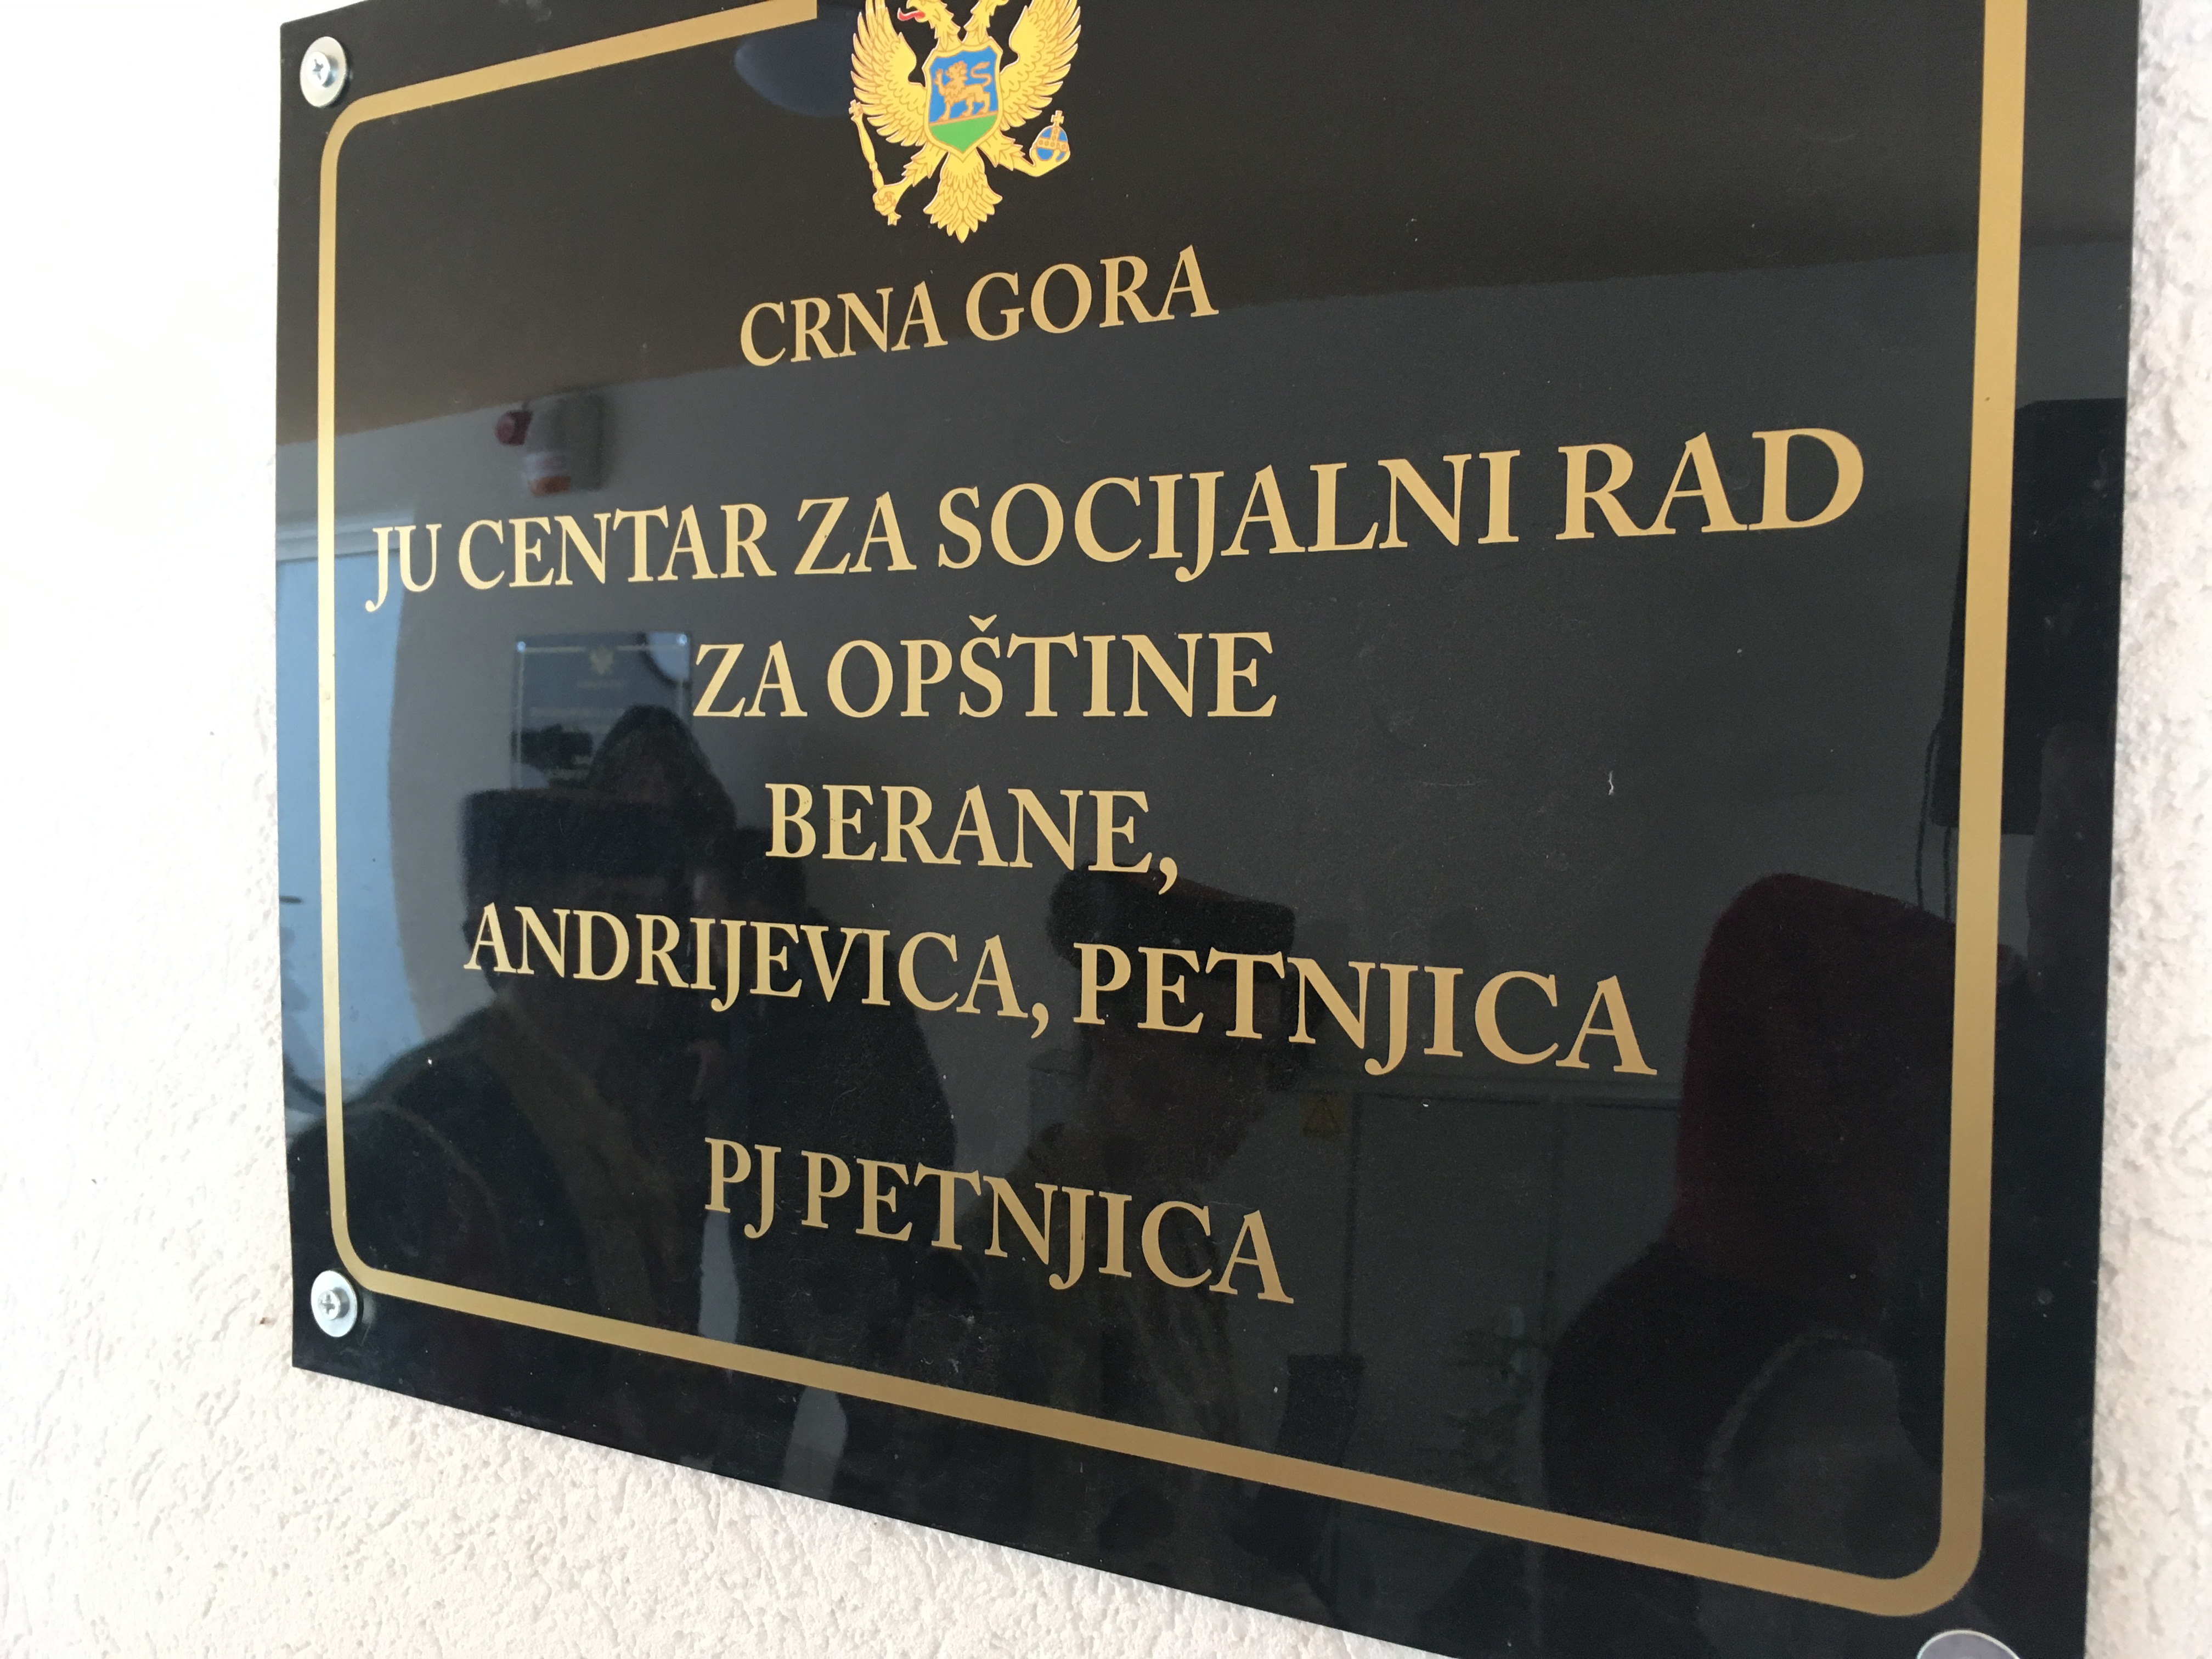 CRNA GORA
JU CENTAR ZA SOCIJALNI RAD
ZA OPŠTINE
BERANE,
ANDRIJEVICA, PETNJICA
PJ PETNJICA